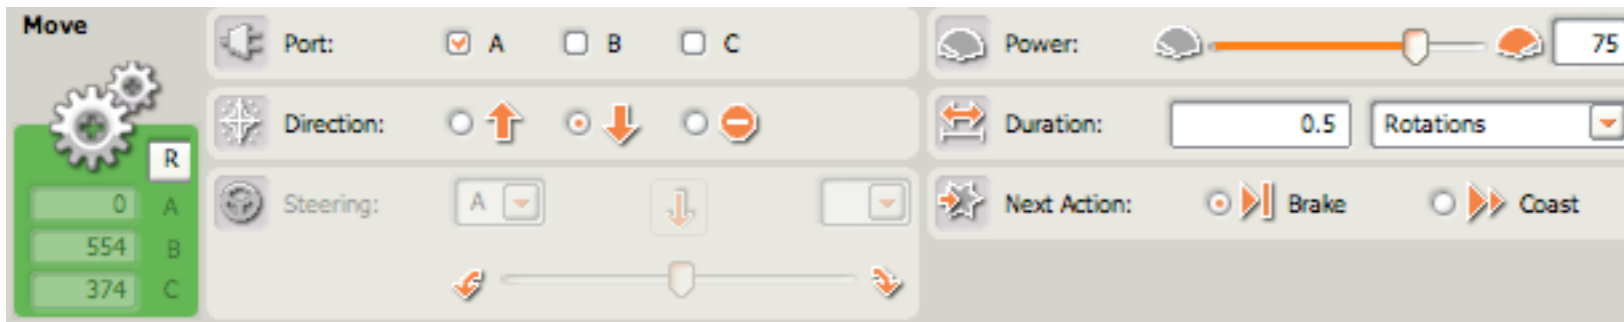 Move
Port: A B C
Power: 75
Direction:
Duration: 0.5 Rotations
R
Steering: A
Next Action: Brake Coast
0 A
554 B
374 C